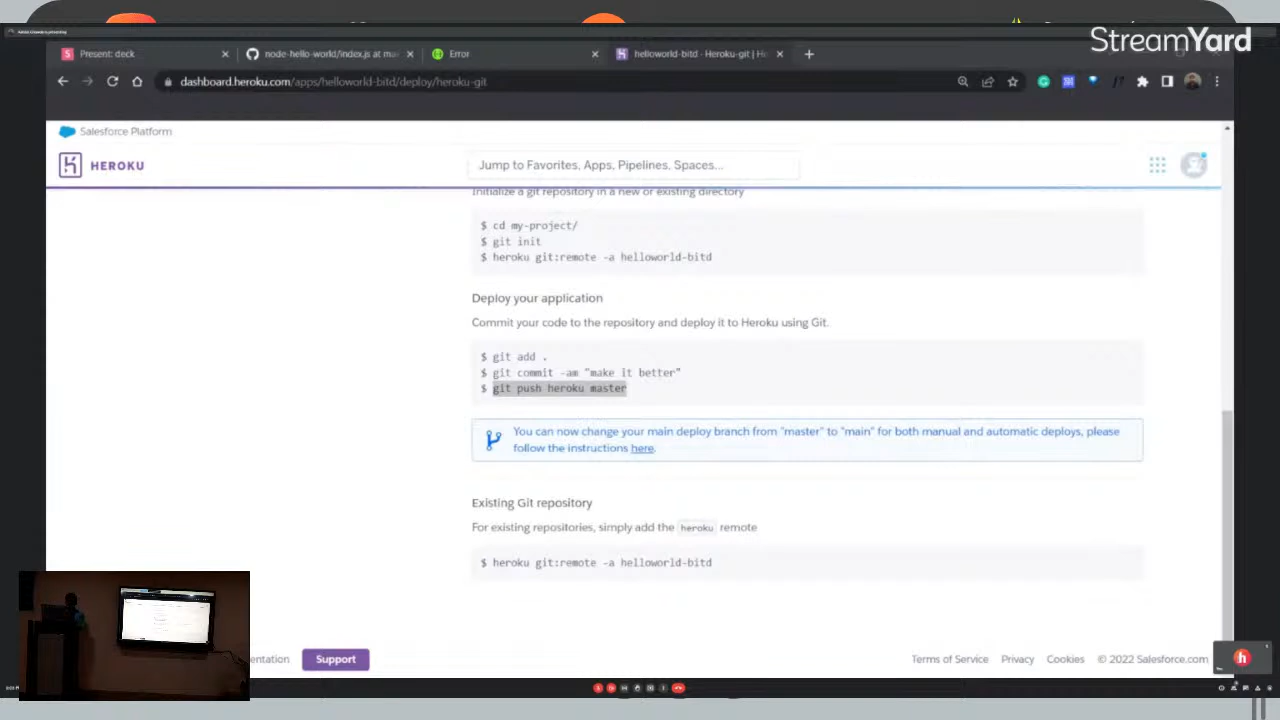 StreamYard
Present: deck
node-hello-world/index.js at ma
Error
helloworld-bitd · Heroku-git | H
dashboard.heroku.com/apps/helloworld-bitd/deploy/heroku-git
Salesforce Platform
HEROKU
Jump to Favorites, Apps, Pipelines, Spaces...
Initialize a git repository in a new or existing directory
$ cd my-project/
$ git init
$ heroku git:remote -a helloworld-bitd
Deploy your application
Commit your code to the repository and deploy it to Heroku using Git.
$ git add .
$ git commit -am "make it better"
$ git push heroku master
You can now change your main deploy branch from "master" to "main" for both manual and automatic deploys, please
follow the instructions here.
Existing Git repository
For existing repositories, simply add the heroku remote
$ heroku git:remote -a helloworld-bitd
entation
Support
Terms of Service
Privacy
Cookies
© 2022 Salesforce.com
h